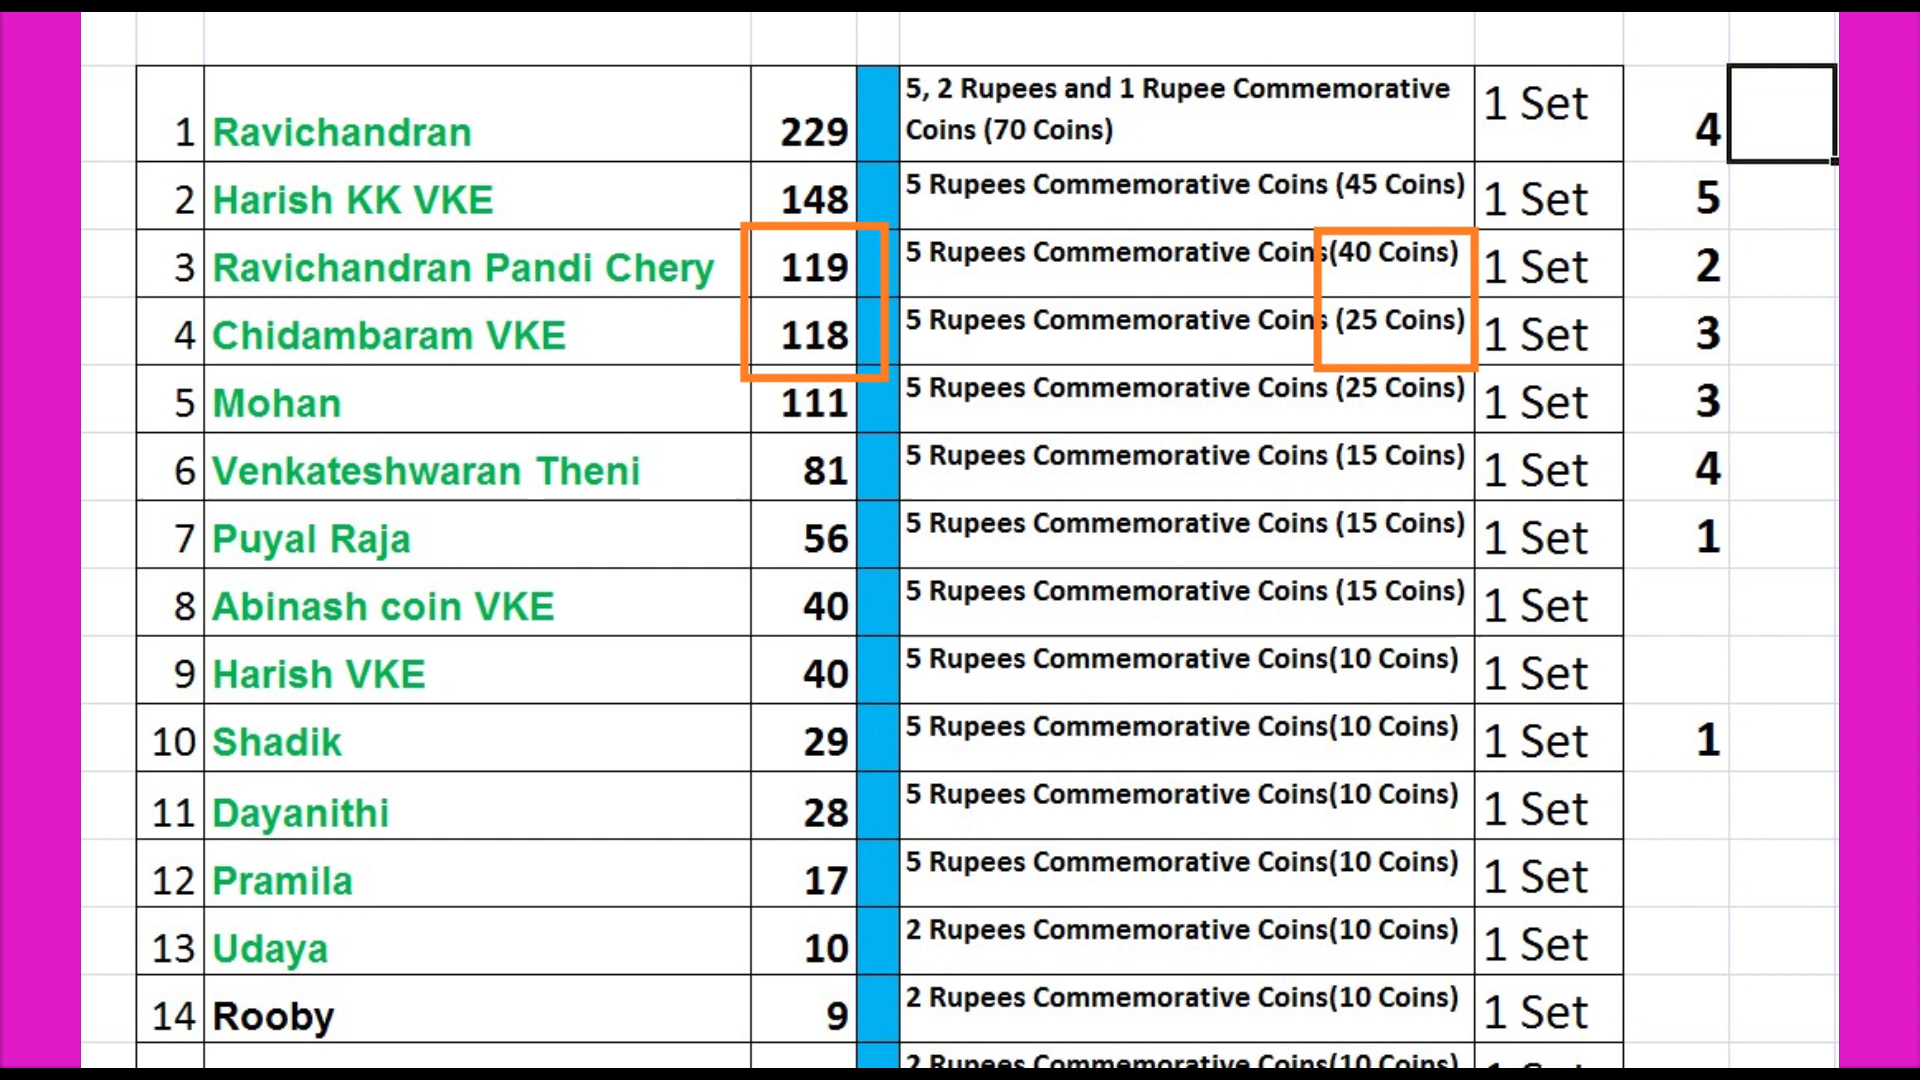 1 Ravichandran 229 5, 2 Rupees and 1 Rupee Commemorative Coins (70 Coins) 1 Set 4
2 Harish KK VKE 148 5 Rupees Commemorative Coins (45 Coins) 1 Set 5
3 Ravichandran Pandi Chery 119 5 Rupees Commemorative Coins(40 Coins) 1 Set 2
4 Chidambaram VKE 118 5 Rupees Commemorative Coins (25 Coins) 1 Set 3
5 Mohan 111 5 Rupees Commemorative Coins (25 Coins) 1 Set 3
6 Venkateshwaran Theni 81 5 Rupees Commemorative Coins (15 Coins) 1 Set 4
7 Puyal Raja 56 5 Rupees Commemorative Coins (15 Coins) 1 Set 1
8 Abinash coin VKE 40 5 Rupees Commemorative Coins (15 Coins) 1 Set
9 Harish VKE 40 5 Rupees Commemorative Coins(10 Coins) 1 Set
10 Shadik 29 5 Rupees Commemorative Coins(10 Coins) 1 Set 1
11 Dayanithi 28 5 Rupees Commemorative Coins(10 Coins) 1 Set
12 Pramila 17 5 Rupees Commemorative Coins(10 Coins) 1 Set
13 Udaya 10 2 Rupees Commemorative Coins(10 Coins) 1 Set
14 Rooby 9 2 Rupees Commemorative Coins(10 Coins) 1 Set
2 Rupees Commemorative Coins(10 Coins)